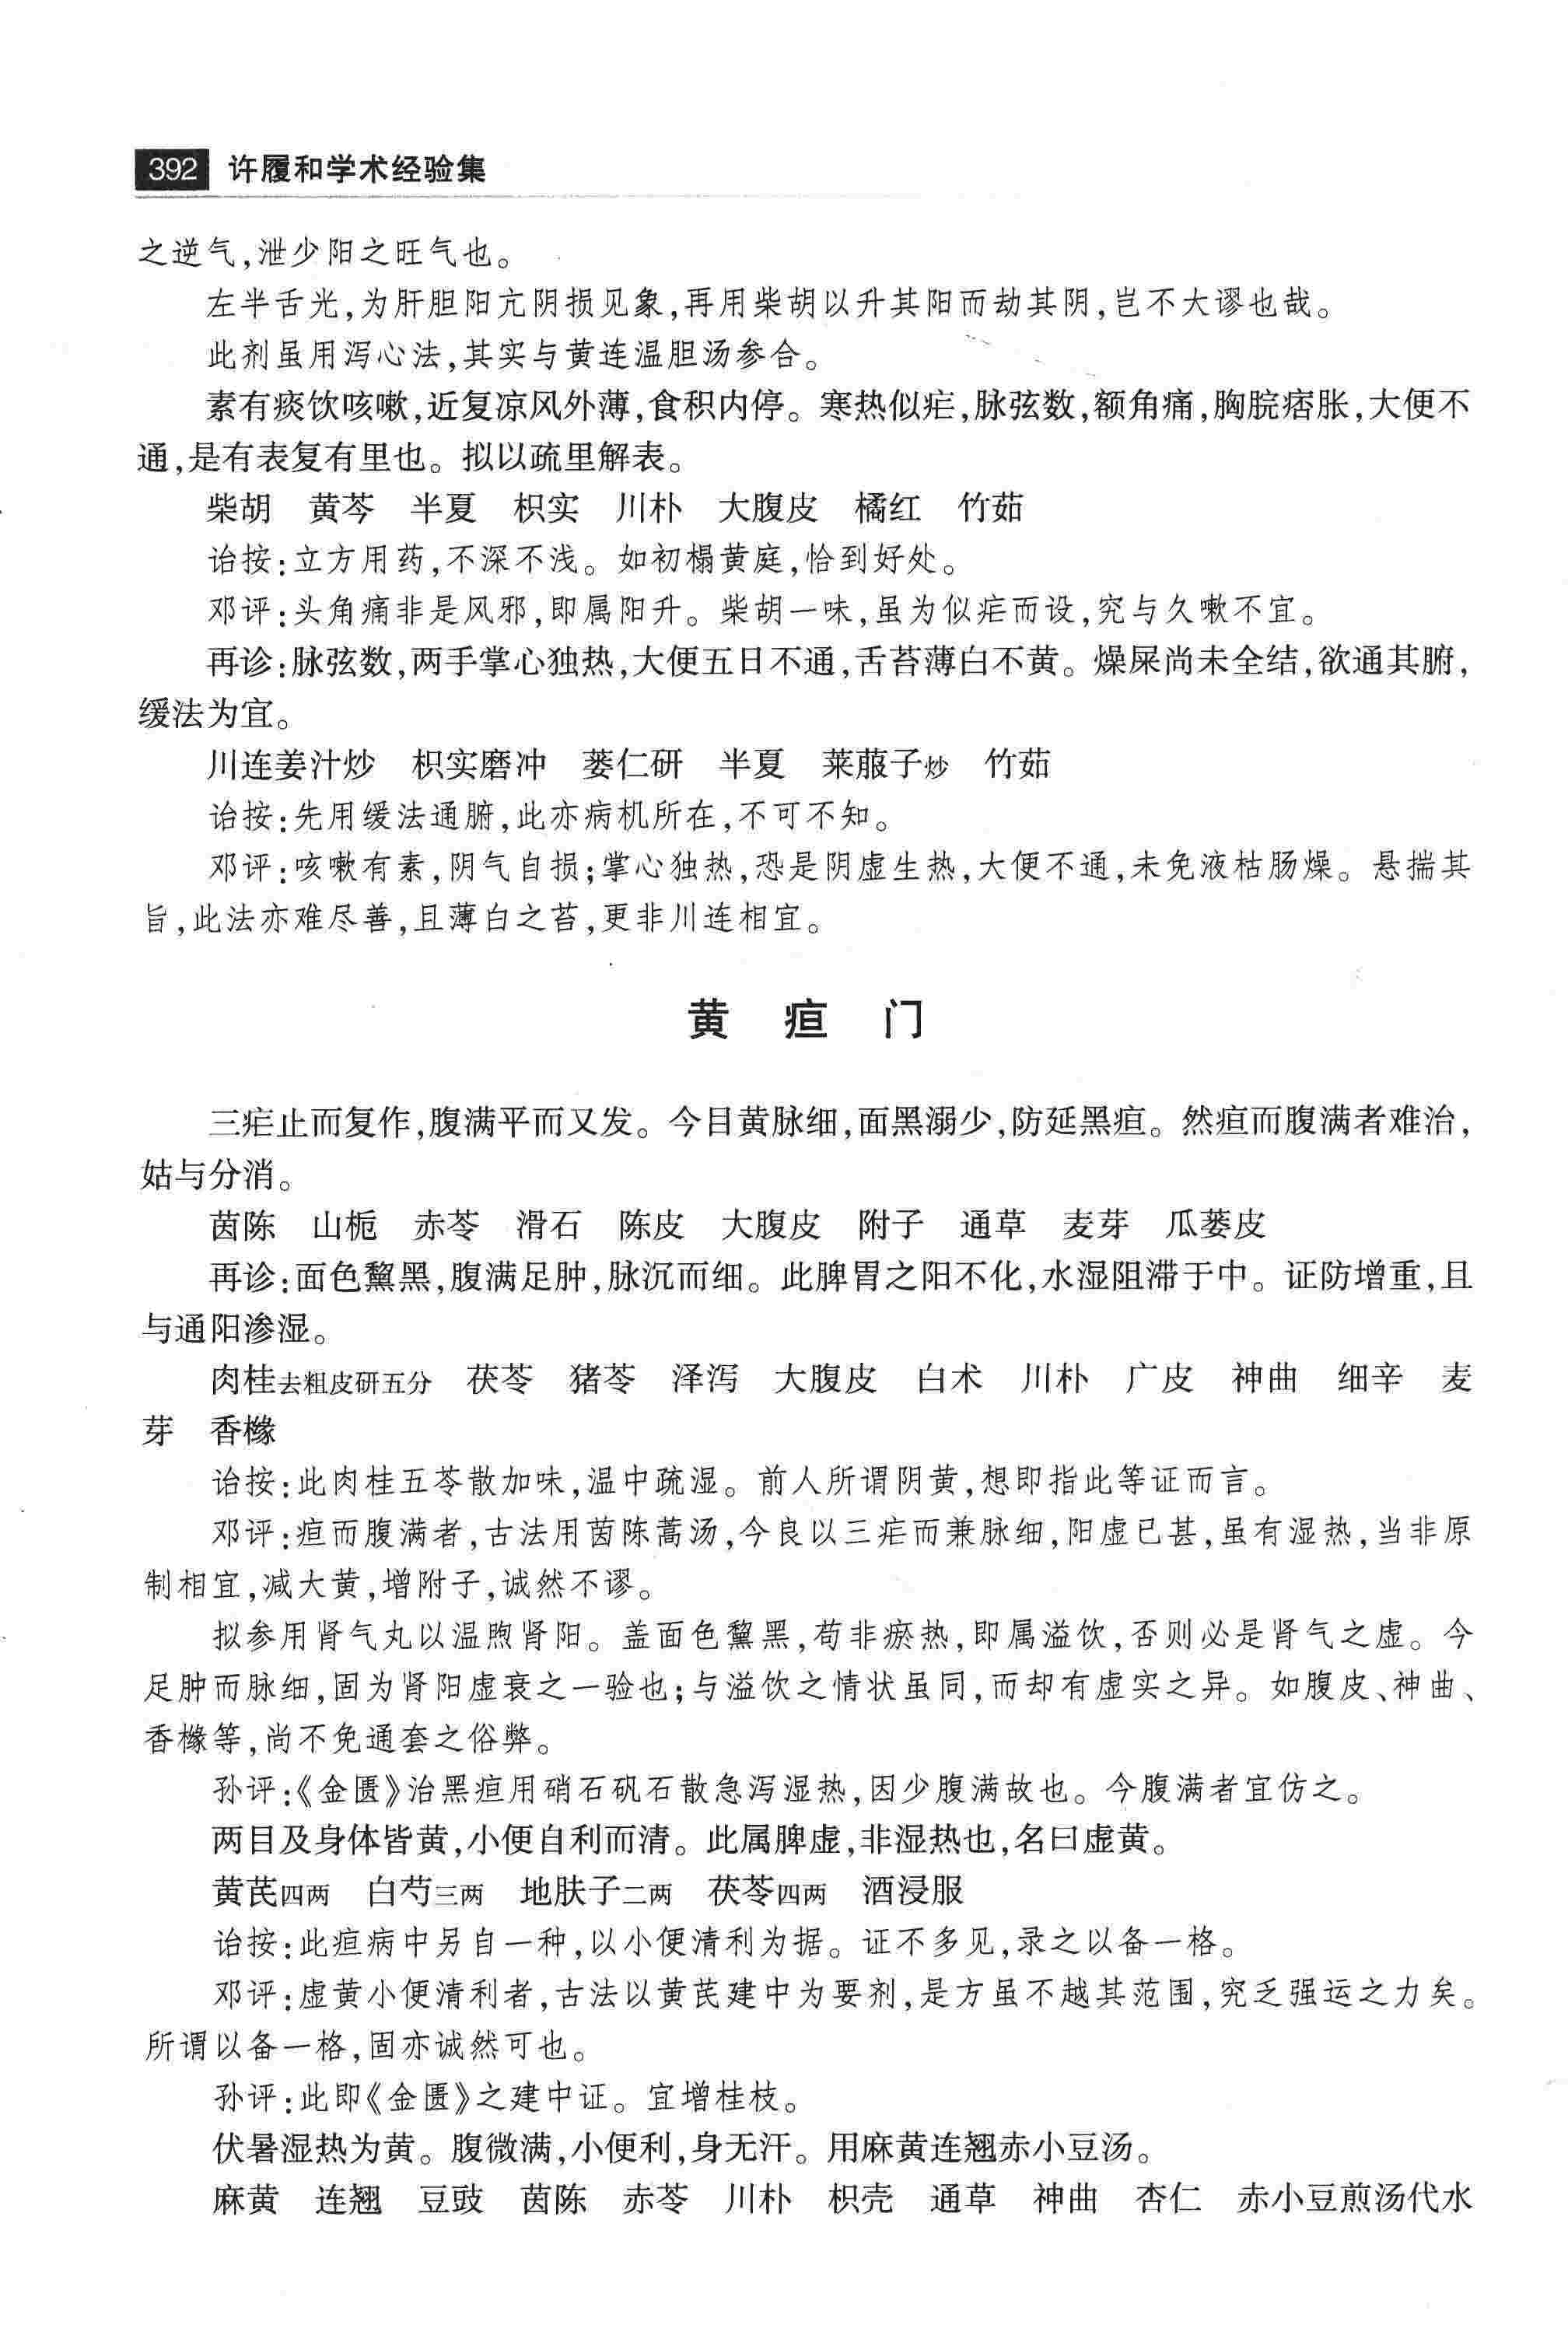 392 许履和学术经验集
之逆气,泄少阳之旺气也。
左半舌光,为肝胆阳亢阴损见象,再用柴胡以升其阳而劫其阴,岂不大谬也哉。
此剂虽用泻心法,其实与黄连温胆汤参合。
素有痰饮咳嗽,近复凉风外薄,食积内停。寒热似疟,脉弦数,额角痛,胸脘痞胀,大便不
通,是有表复有里也。拟以疏里解表。
柴胡 黄芩 半夏 枳实 川朴 大腹皮 橘红 竹茹
诒按:立方用药,不深不浅。如初榻黄庭,恰到好处。
邓评:头角痛非是风邪,即属阳升。柴胡一味,虽为似疟而设,究与久嗽不宜。
再诊:脉弦数,两手掌心独热,大便五日不通,舌苔薄白不黄。燥屎尚未全结,欲通其腑,
缓法为宜。
川连姜汁炒 枳实磨冲 蒌仁研 半夏 莱菔子炒 竹茹
诒按:先用缓法通腑,此亦病机所在,不可不知。
邓评:咳嗽有素,阴气自损;掌心独热,恐是阴虚生热,大便不通,未免液枯肠燥。悬揣其
旨,此法亦难尽善,且薄白之苔,更非川连相宜。
黄疸门
三疟止而复作,腹满平而又发。今目黄脉细,面黑溺少,防延黑疸。然疸而腹满者难治,
姑与分消。
茵陈 山栀 赤苓 滑石 陈皮 大腹皮 附子 通草 麦芽 瓜蒌皮
再诊:面色黧黑,腹满足肿,脉沉而细。此脾胃之阳不化,水湿阻滞于中。证防增重,且
与通阳渗湿。
肉桂去粗皮研五分 茯苓 猪苓 泽泻 大腹皮 白术 川朴 广皮 神曲 细辛 麦
芽 香橼
诒按:此肉桂五苓散加味,温中疏湿。前人所谓阴黄,想即指此等证而言。
邓评:疸而腹满者,古法用茵陈蒿汤,今良以三疟而兼脉细,阳虚已甚,虽有湿热,当非原
制相宜,减大黄,增附子,诚然不谬。
拟参用肾气丸以温煦肾阳。盖面色黧黑,苟非瘀热,即属溢饮,否则必是肾气之虚。今
足肿而脉细,固为肾阳虚衰之一验也;与溢饮之情状虽同,而却有虚实之异。如腹皮、神曲、
香橼等,尚不免通套之俗弊。
孙评:《金匮》治黑疸用硝石矾石散急泻湿热,因少腹满故也。今腹满者宜仿之。
两目及身体皆黄,小便自利而清。此属脾虚,非湿热也,名曰虚黄。
黄芪四两 白芍三两 地肤子二两 茯苓四两 酒浸服
诒按:此疸病中另自一种,以小便清利为据。证不多见,录之以备一格。
邓评:虚黄小便清利者,古法以黄芪建中为要剂,是方虽不越其范围,究乏强运之力矣。
所谓以备一格,固亦诚然可也。
孙评:此即《金匮》之建中证。宜增桂枝。
伏暑湿热为黄。腹微满,小便利,身无汗。用麻黄连翘赤小豆汤。
麻黄 连翘 豆豉 茵陈 赤苓 川朴 枳壳 通草 神曲 杏仁 赤小豆煎汤代水